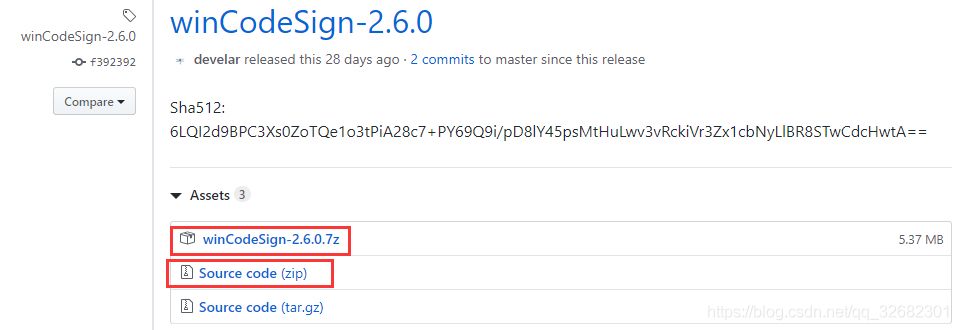 winCodeSign-2.6.0
f392392
Compare
winCodeSign-2.6.0
develar released this 28 days ago · 2 commits to master since this release
Sha512:
6LQI2d9BPC3Xs0ZoTQe1o3tPiA28c7+PY69Q9i/pD8lY45psMtHuLwv3vRckiVr3Zx1cbNyLlBR8STwCdcHwtA==
Assets 3
winCodeSign-2.6.0.7z 5.37 MB
Source code (zip)
Source code (tar.gz)
https://blog.csdn.net/qq_32682301